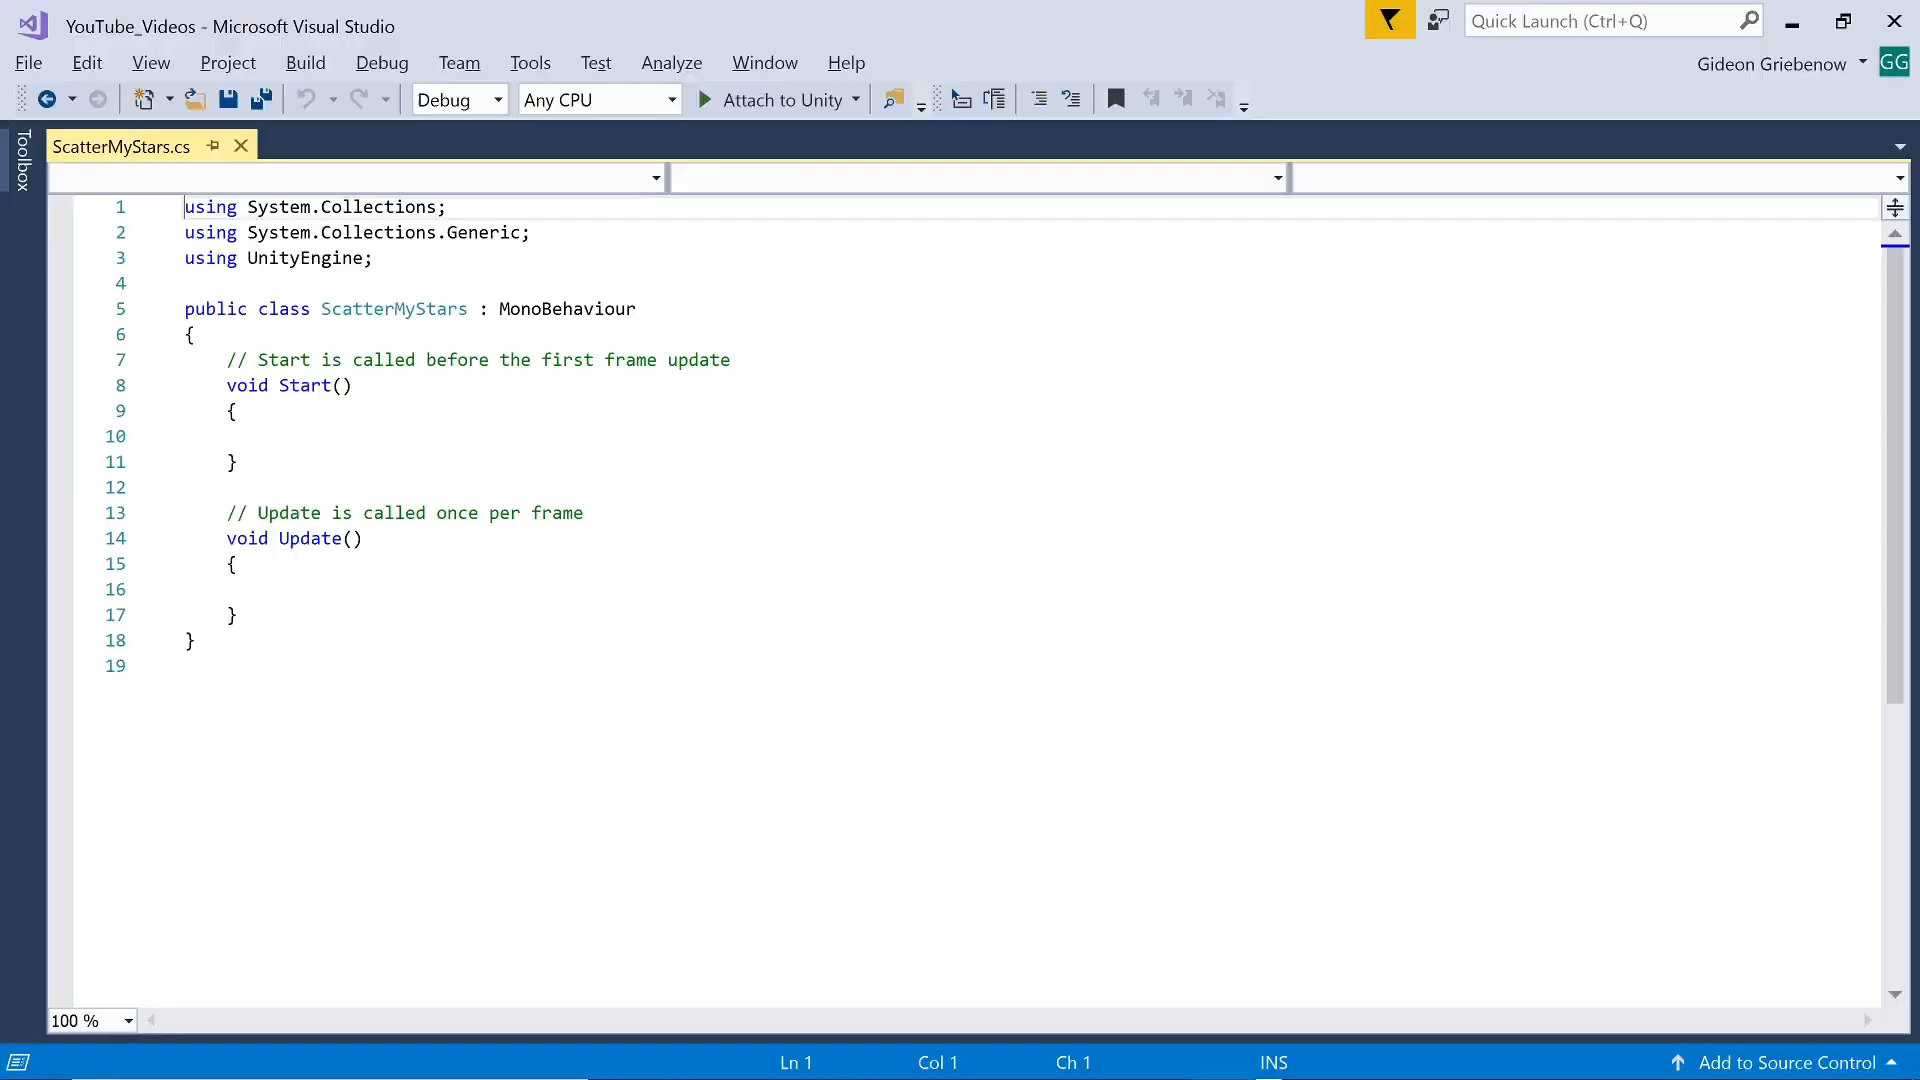 YouTube_Videos - Microsoft Visual Studio
Quick Launch (Ctrl+Q)
File Edit View Project Build Debug Team Tools Test Analyze Window Help
Gideon Griebenow GG
Debug Any CPU Attach to Unity
Toolbox
ScatterMyStars.cs
1 using System.Collections;
2 using System.Collections.Generic;
3 using UnityEngine;
4
5 public class ScatterMyStars : MonoBehaviour
6 {
7 // Start is called before the first frame update
8 void Start()
9 {
10
11 }
12
13 // Update is called once per frame
14 void Update()
15 {
16
17 }
18 }
19
100 %
Ln 1 Col 1 Ch 1 INS Add to Source Control